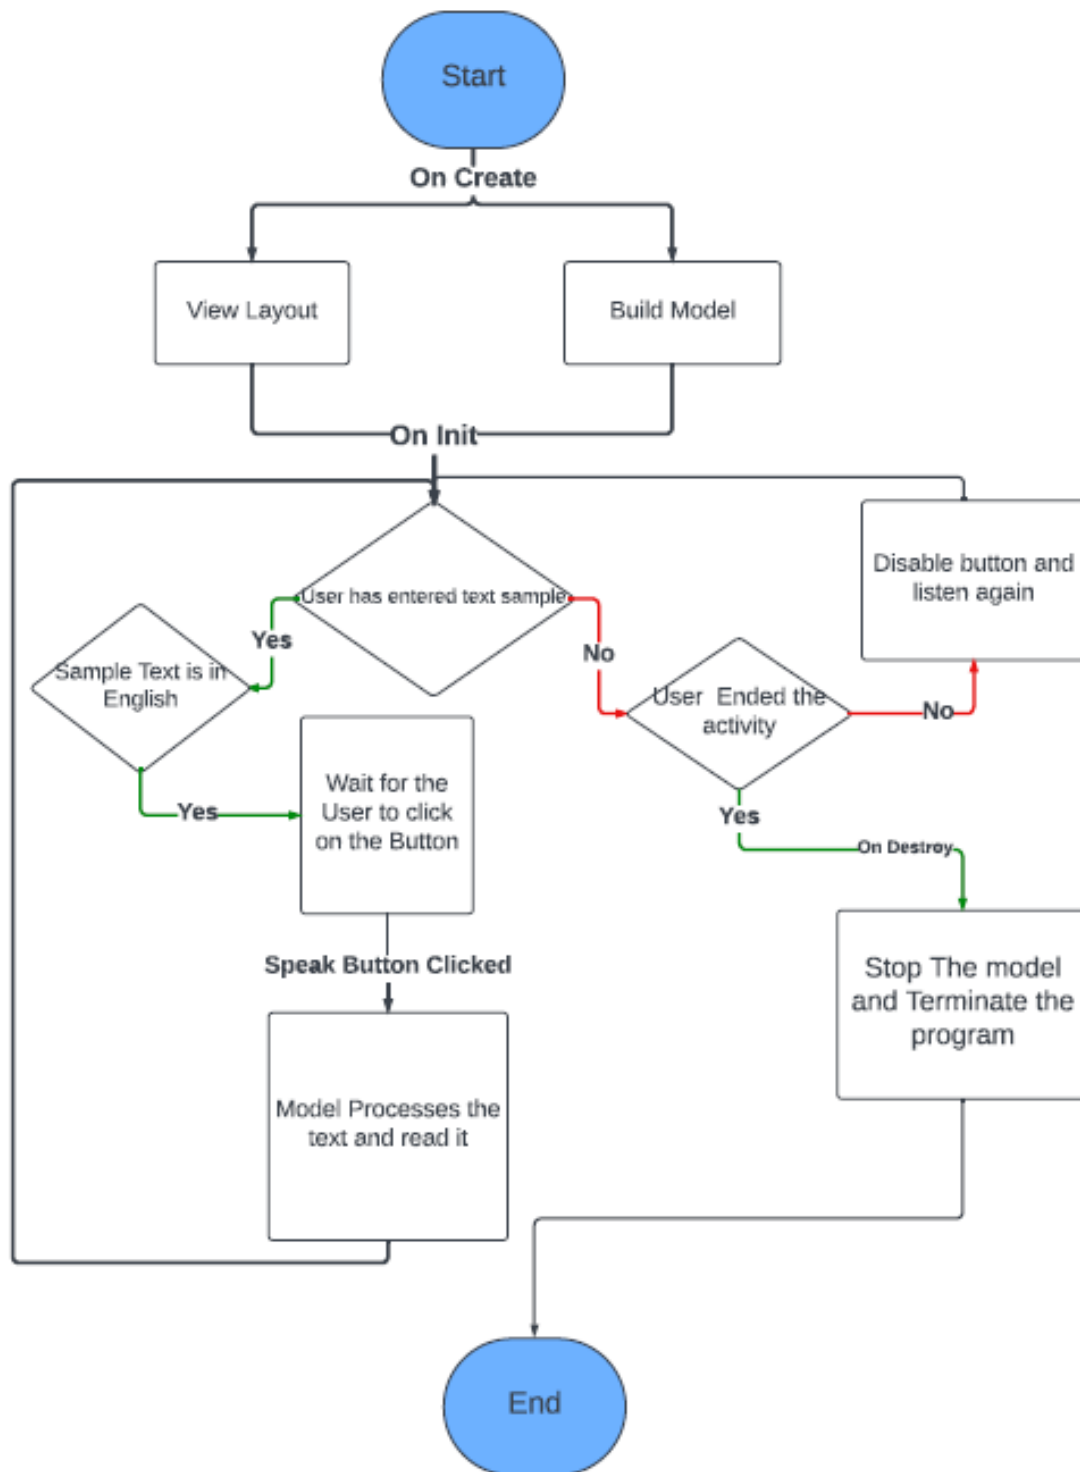 Start
On Create
View Layout
Build Model
On Init
User has entered text sample
Disable button and
listen again
Yes
No
Sample Text is in
English
User Ended the
activity
No
Yes
Wait for the
User to click
on the Button
Yes
On Destroy
Speak Button Clicked
Stop The model
and Terminate the
program
Model Processes the
text and read it
End